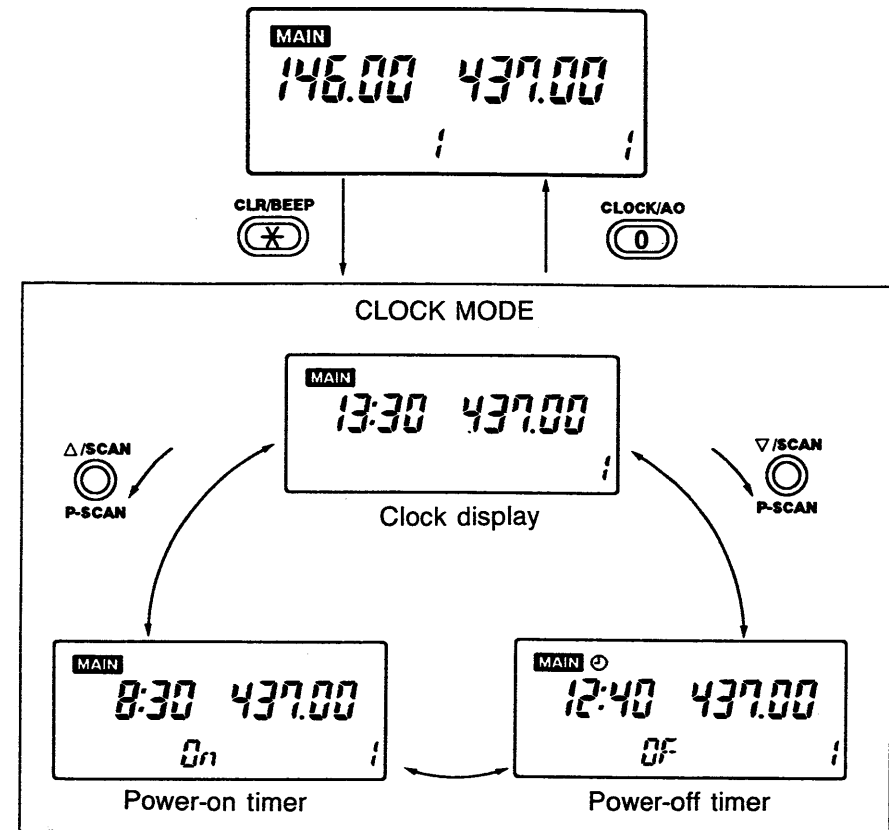 MAIN
146.00 437.00
1 1
CLR/BEEP
CLOCK/AO
0
CLOCK MODE
MAIN
13:30 437.00
1
△/SCAN
P-SCAN
▽/SCAN
P-SCAN
Clock display
MAIN
8:30 437.00
On 1
Power-on timer
MAIN
12:40 437.00
OF 1
Power-off timer